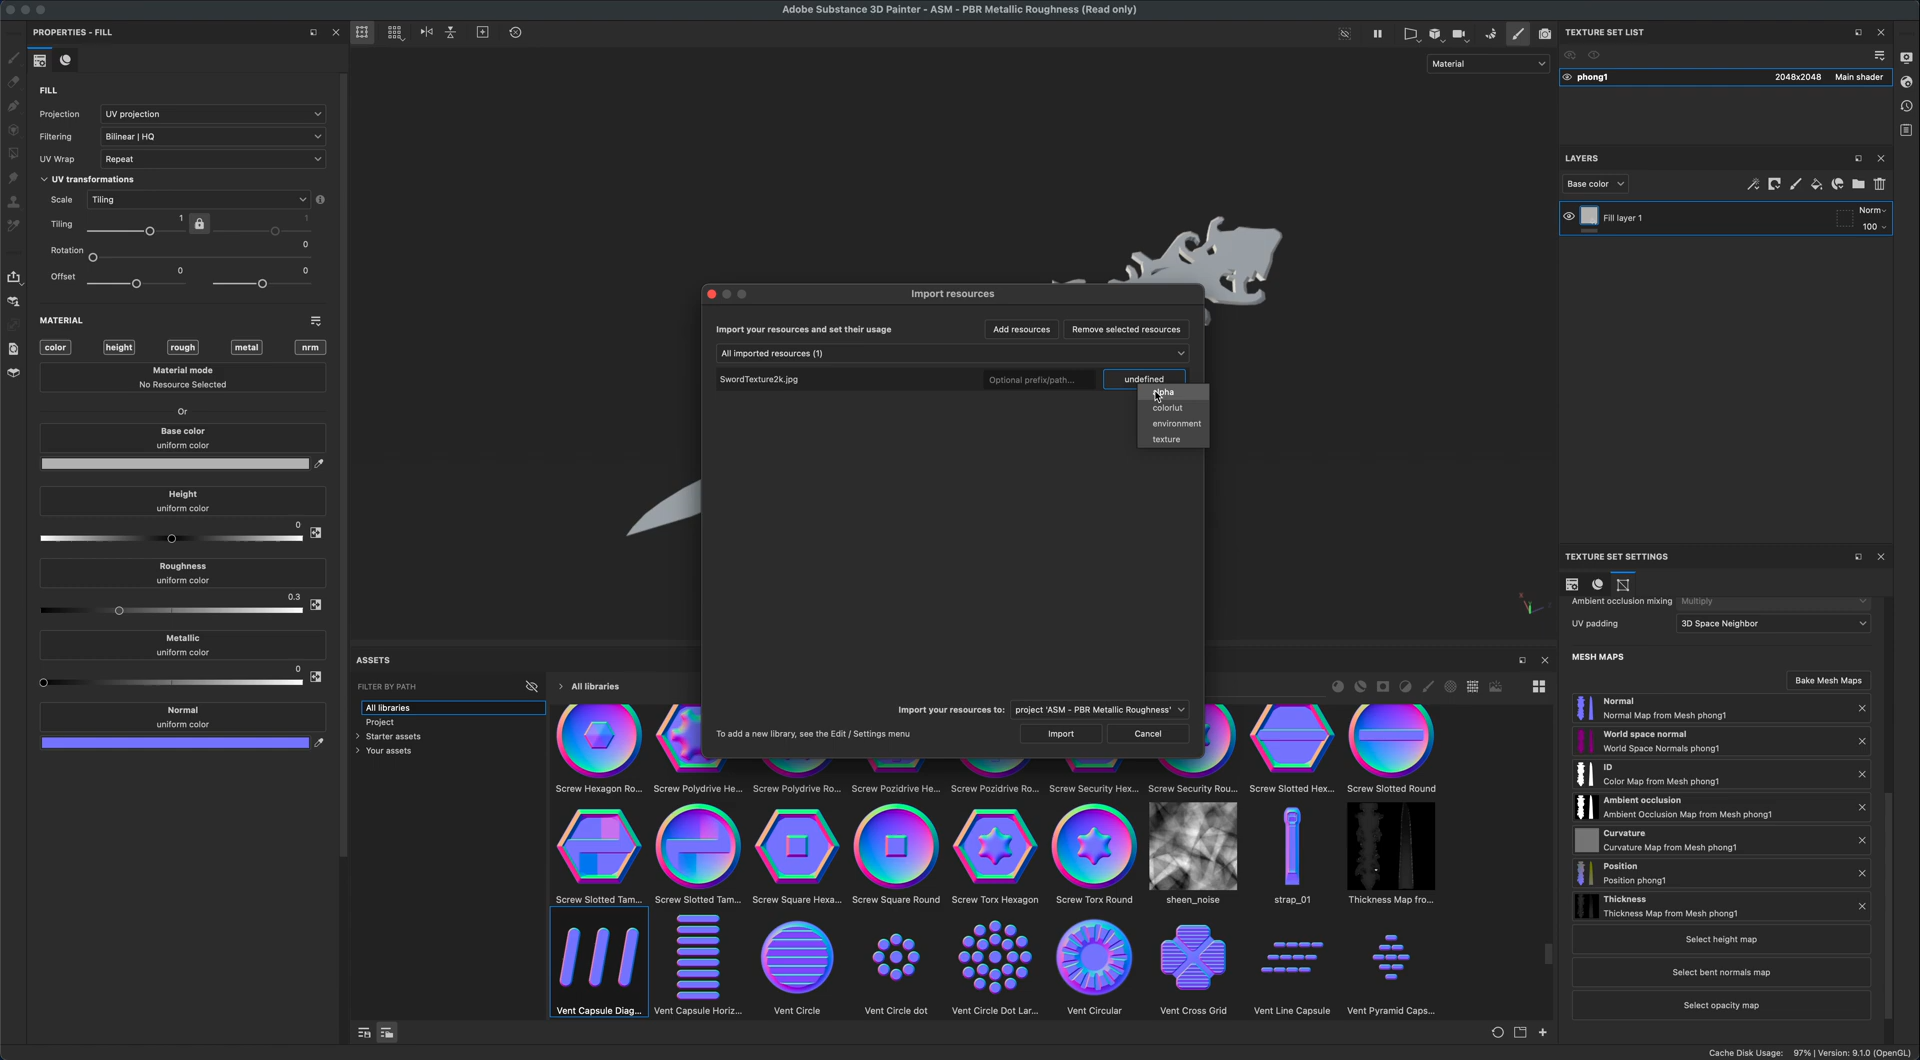 Adobe Substance 3D Painter - ASM - PBR Metallic Roughness (Read only)
PROPERTIES - FILL
FILL
Projection
UV projection
Filtering
Bilinear | HQ
UV Wrap
Repeat
UV transformations
Scale
Tiling
Tiling
1
1
Rotation
0
Offset
0
0
MATERIAL
color
height
rough
metal
nrm
Material mode
No Resource Selected
Or
Base color
uniform color
Height
uniform color
0
Roughness
uniform color
0.3
Metallic
uniform color
0
Normal
uniform color
Material
Import resources
Import your resources and set their usage
Add resources
Remove selected resources
All imported resources (1)
SwordTexture2k.jpg
Optional prefix/path...
undefined
alpha
colorlut
environment
texture
Import your resources to:
project 'ASM - PBR Metallic Roughness'
To add a new library, see the Edit / Settings menu
Import
Cancel
ASSETS
FILTER BY PATH
All libraries
Project
Starter assets
Your assets
All libraries
Screw Hexagon Ro...
Screw Polydrive He...
Screw Polydrive Ro...
Screw Pozidrive He...
Screw Pozidrive Ro...
Screw Security Hex...
Screw Security Rou...
Screw Slotted Hex...
Screw Slotted Round
Screw Slotted Tam...
Screw Slotted Tam...
Screw Square Hexa...
Screw Square Round
Screw Torx Hexagon
Screw Torx Round
sheen_noise
strap_01
Thickness Map fro...
Vent Capsule Diag...
Vent Capsule Horiz...
Vent Circle
Vent Circle dot
Vent Circle Dot Lar...
Vent Circular
Vent Cross Grid
Vent Line Capsule
Vent Pyramid Caps...
TEXTURE SET LIST
phong1
2048x2048
Main shader
LAYERS
Base color
Fill layer 1
Norm
100
TEXTURE SET SETTINGS
Ambient occlusion mixing
Multiply
UV padding
3D Space Neighbor
MESH MAPS
Bake Mesh Maps
Normal
Normal Map from Mesh phong1
World space normal
World Space Normals phong1
ID
Color Map from Mesh phong1
Ambient occlusion
Ambient Occlusion Map from Mesh phong1
Curvature
Curvature Map from Mesh phong1
Position
Position phong1
Thickness
Thickness Map from Mesh phong1
Select height map
Select bent normals map
Select opacity map
Cache Disk Usage: 97% | Version: 9.1.0 (OpenGL)